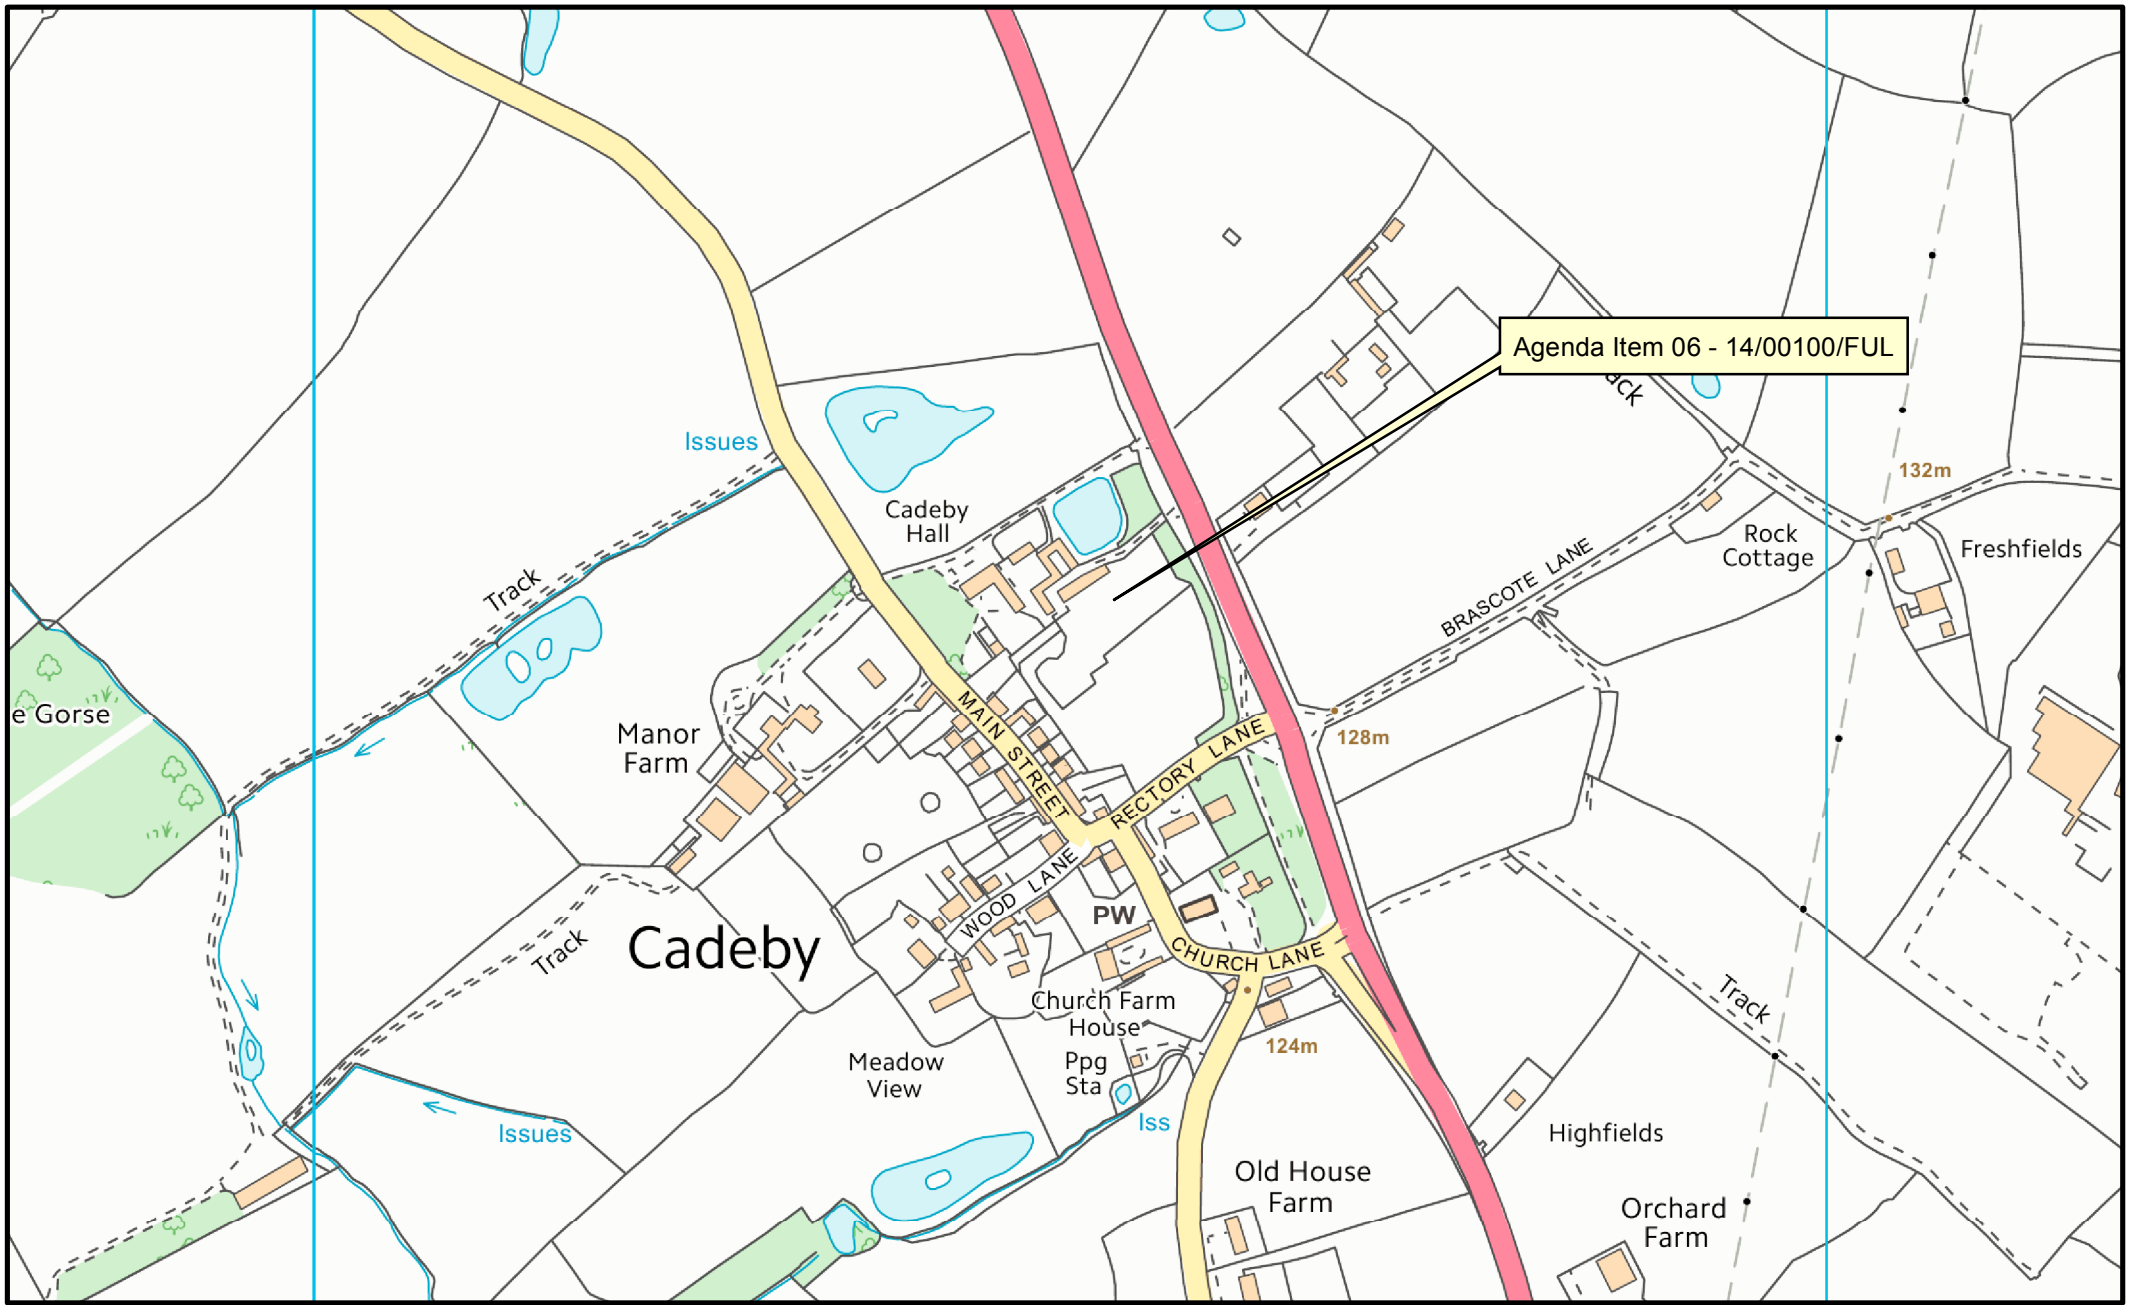 Agenda Item 06 - 14/00100/FUL
Issues
132m
Cadeby
Hall
Rock
Cottage
Freshfields
BRASCOTE LANE
Track
e Gorse
Manor
Farm
MAIN STREET
RECTORY LANE
128m
WOOD LANE
PW
Cadeby
Track
CHURCH LANE
Church Farm
House
Track
124m
Meadow
View
Ppg
Sta
Iss
Issues
Highfields
Old House
Farm
Orchard
Farm